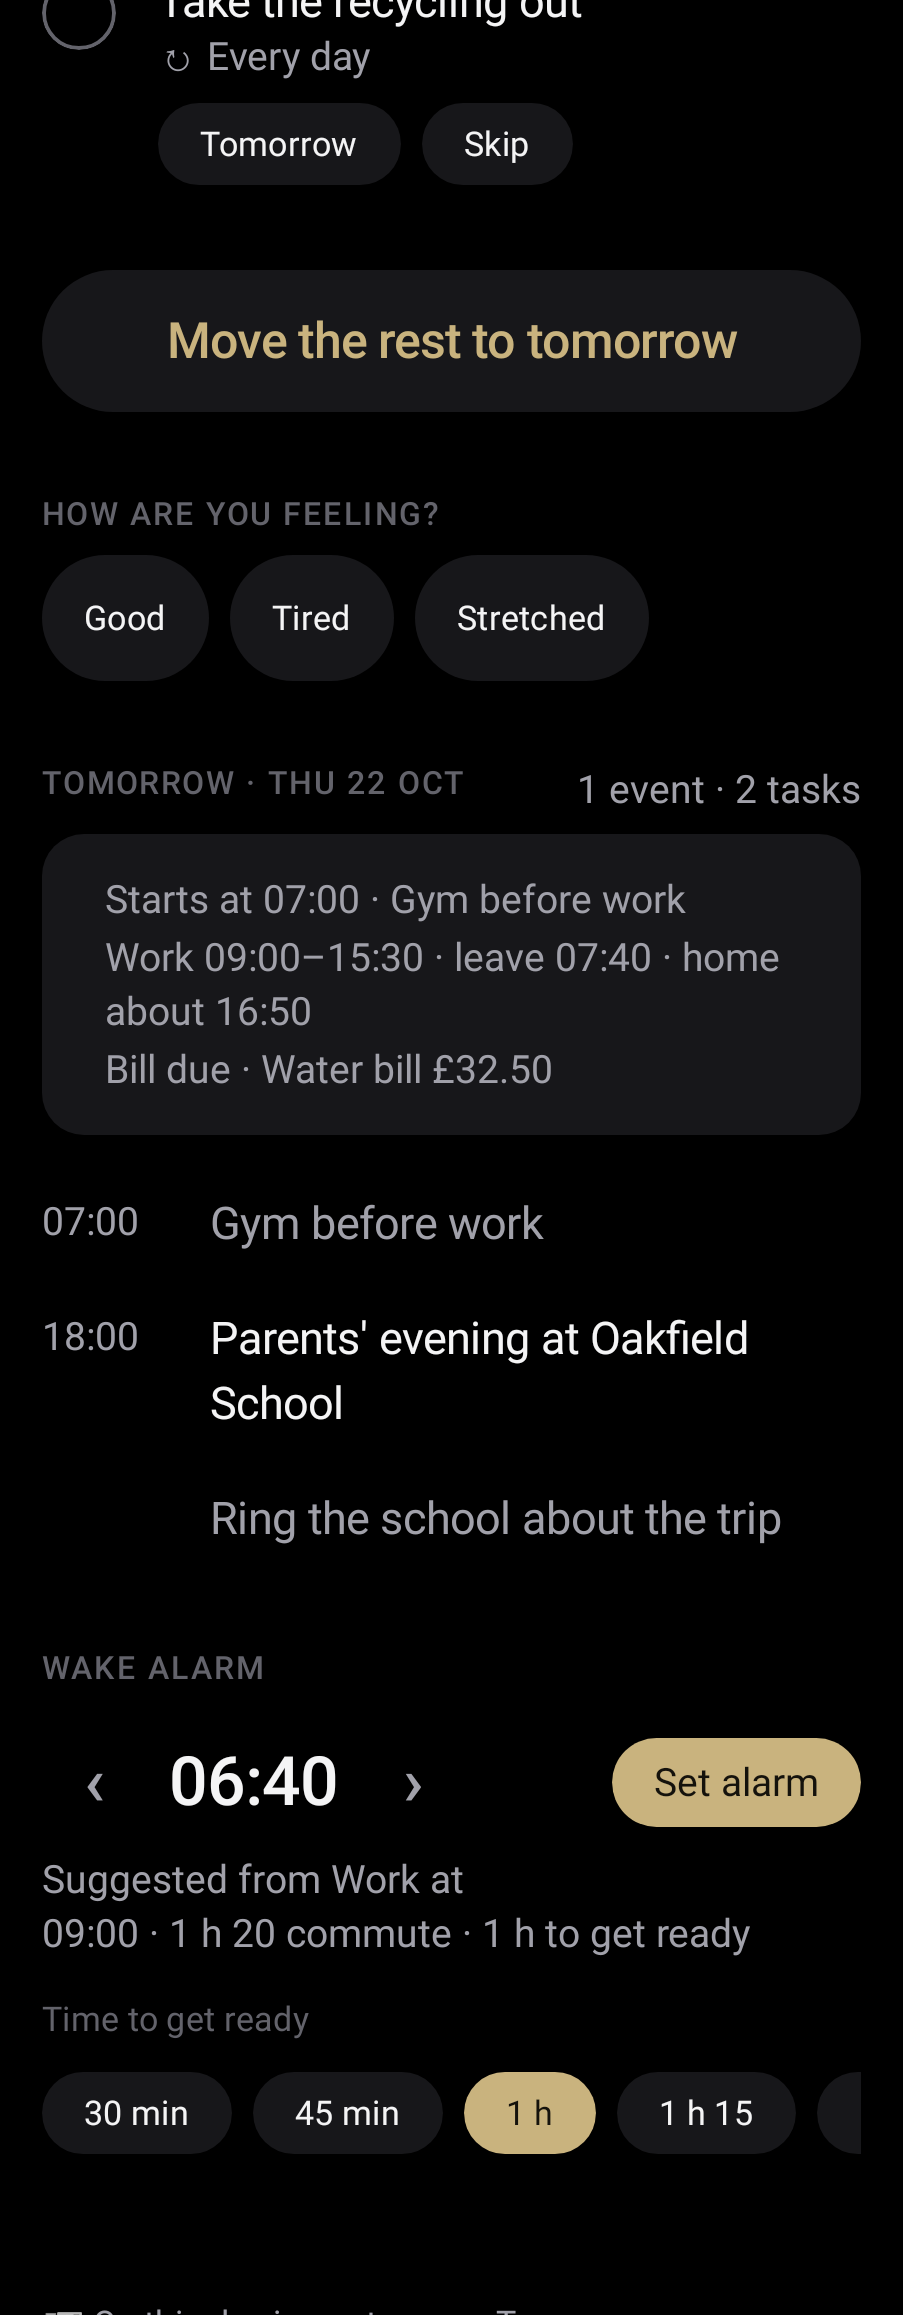 Take the recycling out
Every day
Tomorrow
Skip
Move the rest to tomorrow
HOW ARE YOU FEELING?
Good
Tired
Stretched
TOMORROW · THU 22 OCT
1 event · 2 tasks
Starts at 07:00 · Gym before work
Work 09:00–15:30 · leave 07:40 · home
about 16:50
Bill due · Water bill £32.50
07:00
Gym before work
18:00
Parents' evening at Oakfield
School
Ring the school about the trip
WAKE ALARM
‹ 06:40 ›
Set alarm
Suggested from Work at
09:00 · 1 h 20 commute · 1 h to get ready
Time to get ready
30 min
45 min
1 h
1 h 15